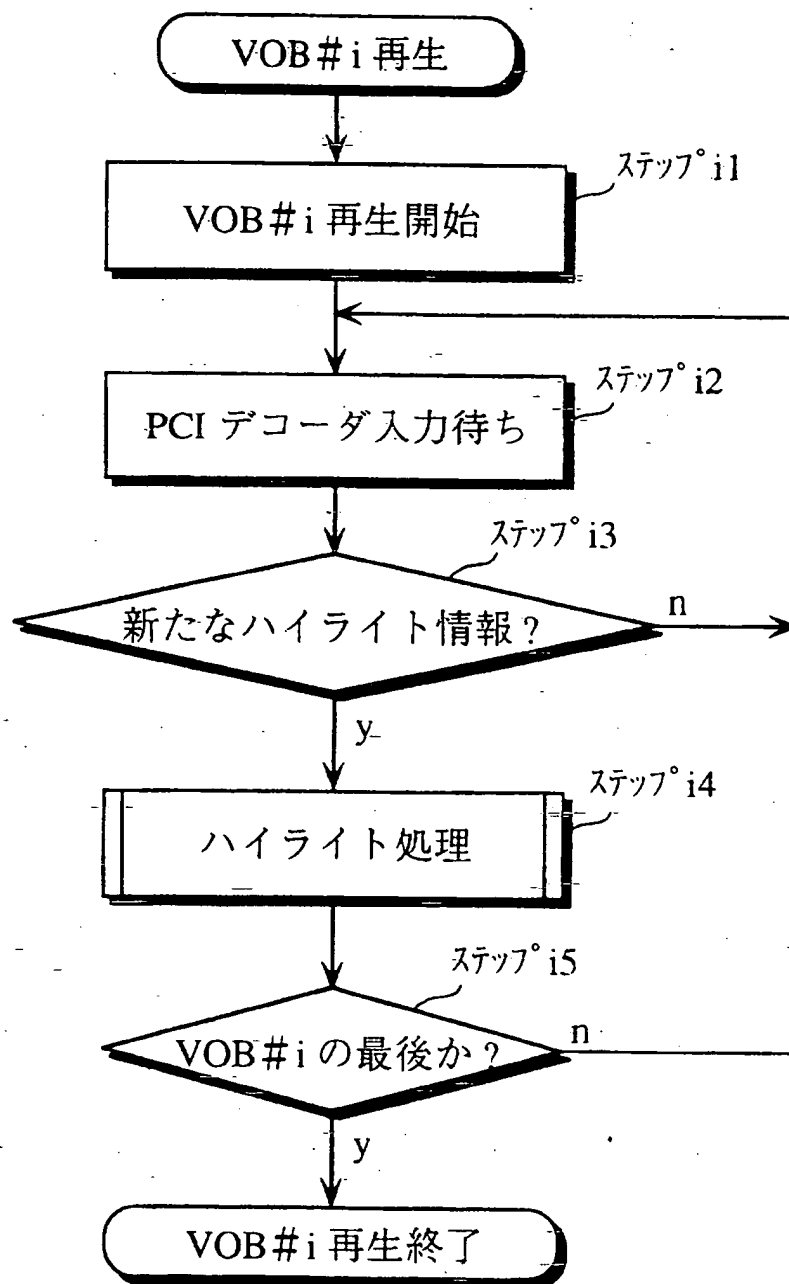 VOB#i 再生
ステップ i1
VOB#i 再生開始
ステップ i2
PCI デコーダ入力待ち
ステップ i3
新たなハイライト情報?
n
y
ステップ i4
ハイライト処理
ステップ i5
VOB#i の最後か?
n
y
VOB#i 再生終了